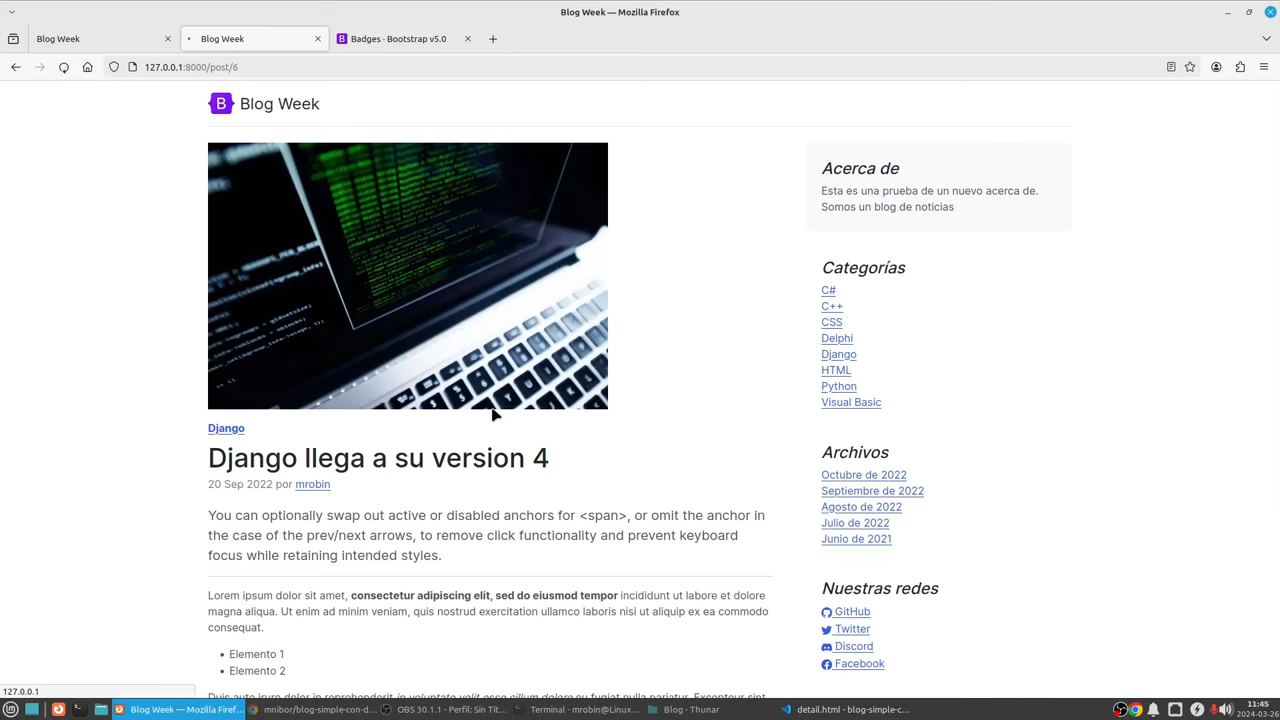 Blog Week — Mozilla Firefox
Blog Week
Blog Week
Badges · Bootstrap v5.0
127.0.0.1:8000/post/6
B Blog Week
Django
Django llega a su version 4
20 Sep 2022 por mrobin
You can optionally swap out active or disabled anchors for <span>, or omit the anchor in
the case of the prev/next arrows, to remove click functionality and prevent keyboard
focus while retaining intended styles.
Lorem ipsum dolor sit amet, consectetur adipiscing elit, sed do eiusmod tempor incididunt ut labore et dolore
magna aliqua. Ut enim ad minim veniam, quis nostrud exercitation ullamco laboris nisi ut aliquip ex ea commodo
consequat.
• Elemento 1
• Elemento 2
Duis aute irure dolor in reprehenderit in voluptate velit esse cillum dolore eu fugiat nulla pariatur. Excepteur sint
Acerca de
Esta es una prueba de un nuevo acerca de.
Somos un blog de noticias
Categorías
C#
C++
CSS
Delphi
Django
HTML
Python
Visual Basic
Archivos
Octubre de 2022
Septiembre de 2022
Agosto de 2022
Julio de 2022
Junio de 2021
Nuestras redes
GitHub
Twitter
Discord
Facebook
127.0.0.1
Blog Week — Mozilla Firef...
mnibor/blog-simple-con-d...
OBS 30.1.1 - Perfil: Sin Tit...
Terminal - mrobin@Linux...
Blog - Thunar
detail.html - blog-simple-c...
11:45
2024-03-26